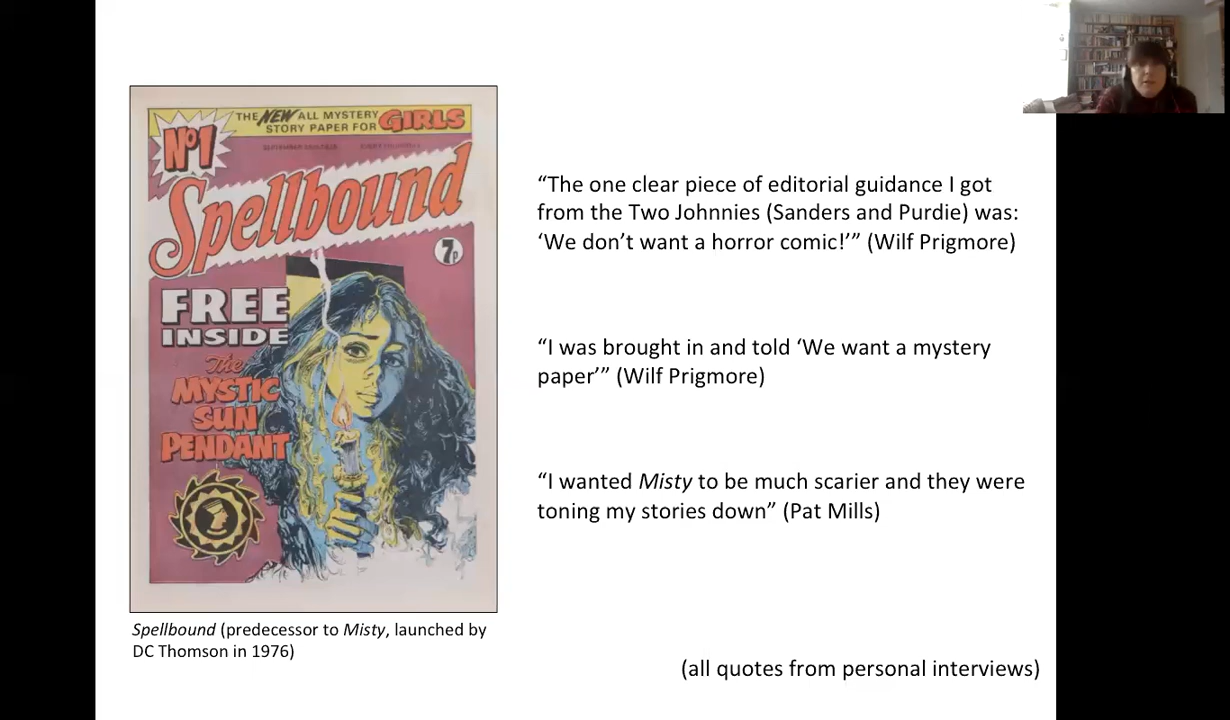 THE NEW ALL MYSTERY
STORY PAPER FOR GIRLS
No1
Spellbound
7p
FREE
INSIDE
The
MYSTIC
SUN
PENDANT
Spellbound (predecessor to Misty, launched by
DC Thomson in 1976)
“The one clear piece of editorial guidance I got
from the Two Johnnies (Sanders and Purdie) was:
‘We don’t want a horror comic!’” (Wilf Prigmore)
“I was brought in and told ‘We want a mystery
paper’” (Wilf Prigmore)
“I wanted Misty to be much scarier and they were
toning my stories down” (Pat Mills)
(all quotes from personal interviews)